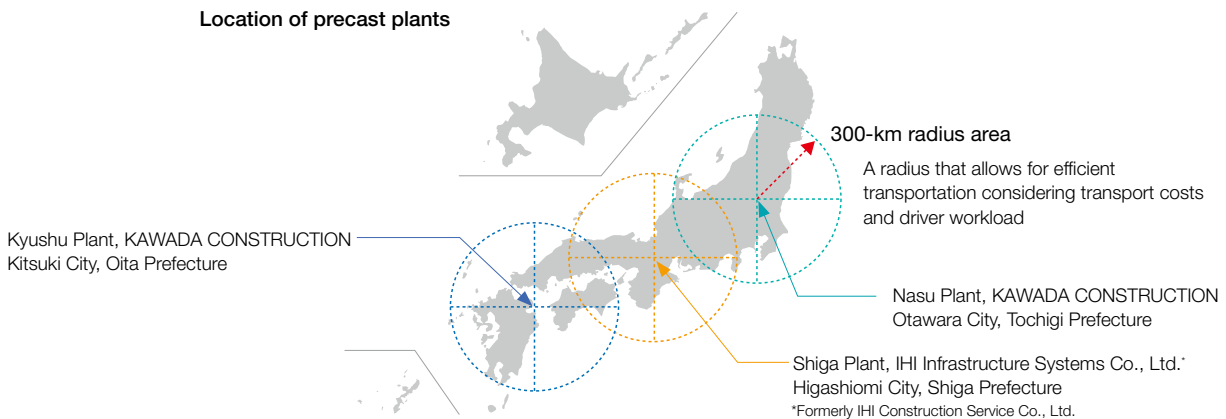 Location of precast plants
300-km radius area
A radius that allows for efficient
transportation considering transport costs
and driver workload
Kyushu Plant, KAWADA CONSTRUCTION
Kitsuki City, Oita Prefecture
Nasu Plant, KAWADA CONSTRUCTION
Otawara City, Tochigi Prefecture
Shiga Plant, IHI Infrastructure Systems Co., Ltd.*
Higashiomi City, Shiga Prefecture
*Formerly IHI Construction Service Co., Ltd.